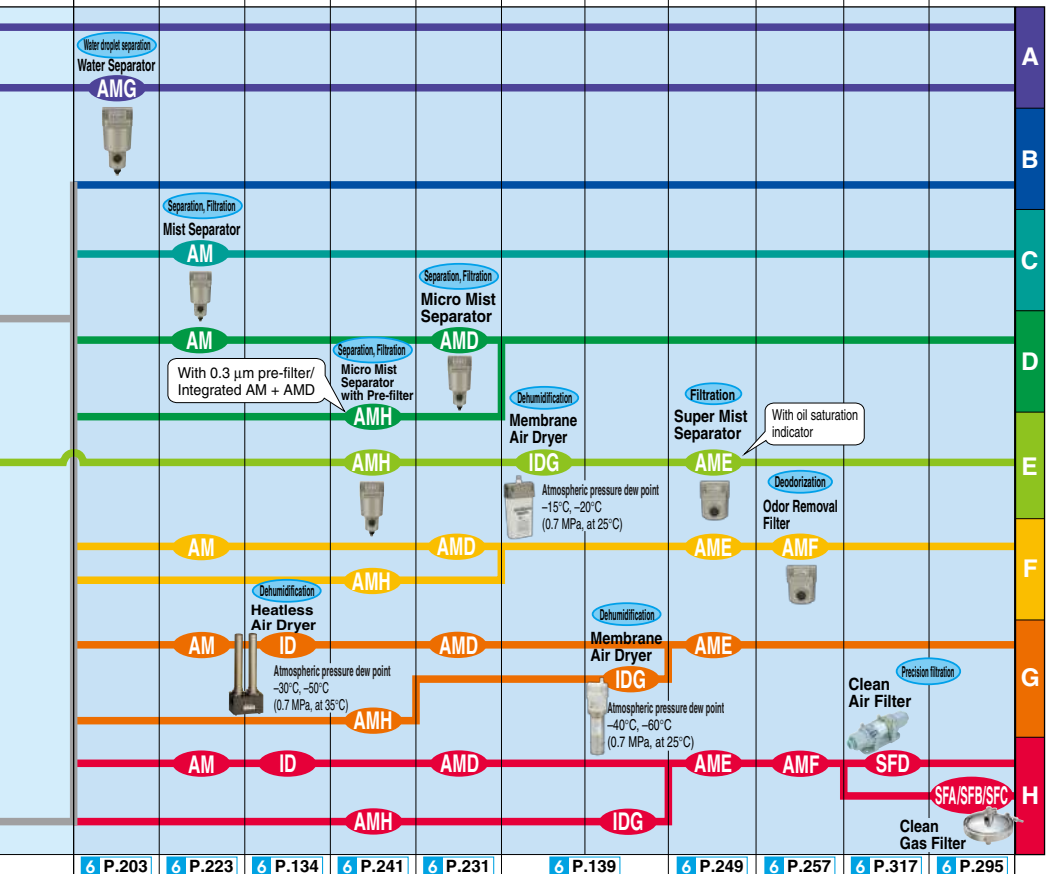 A
Water droplet separation
Water Separator
AMG
B
Separation, Filtration
Mist Separator
AM
C
Separation, Filtration
Micro Mist
Separator
AM
AMD
D
With 0.3 μm pre-filter/
Integrated AM + AMD
Separation, Filtration
Micro Mist
Separator
with Pre-filter
AMH
Dehumidification
Membrane
Air Dryer
Filtration
Super Mist
Separator
With oil saturation
indicator
AMH
IDG
AME
E
Atmospheric pressure dew point
–15°C, –20°C
(0.7 MPa, at 25°C)
Deodorization
Odor Removal
Filter
AM
AMD
AME
AMF
F
AMH
Dehumidification
Heatless
Air Dryer
Dehumidification
Membrane
Air Dryer
AM
ID
AMD
AME
IDG
G
Atmospheric pressure dew point
–30°C, –50°C
(0.7 MPa, at 35°C)
AMH
Atmospheric pressure dew point
–40°C, –60°C
(0.7 MPa, at 25°C)
Precision filtration
Clean
Air Filter
AM
ID
AMD
AME
AMF
SFD
SFA/SFB/SFC
H
AMH
IDG
Clean
Gas Filter
6 P.203
6 P.223
6 P.134
6 P.241
6 P.231
6 P.139
6 P.249
6 P.257
6 P.317
6 P.295